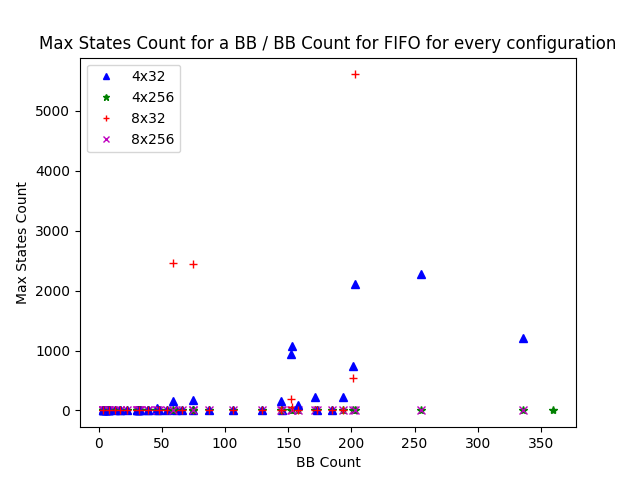 Max States Count for a BB / BB Count for FIFO for every configuration
4x32
4x256
8x32
8x256
Max States Count
5000
4000
3000
2000
1000
0
0 50 100 150 200 250 300 350
BB Count